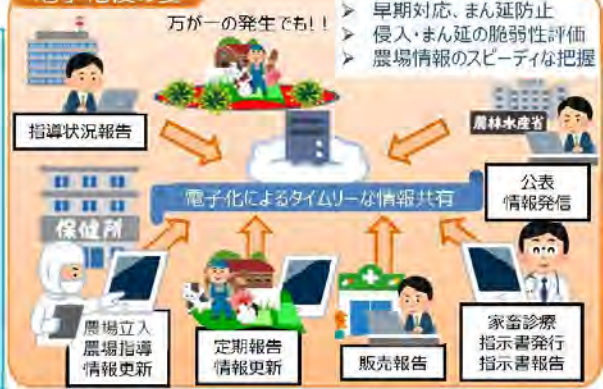 電子化後の姿
万が一の発生でも!!
➢ 早期対応、まん延防止
➢ 侵入・まん延の脆弱性評価
➢ 農場情報のスピーディな把握
指導状況報告
農林水産省
公表
情報発信
電子化によるタイムリーな情報共有
保健所
農場立入
農場指導
情報更新
定期報告
情報更新
販売報告
家畜診療
指示書発行
指示書報告